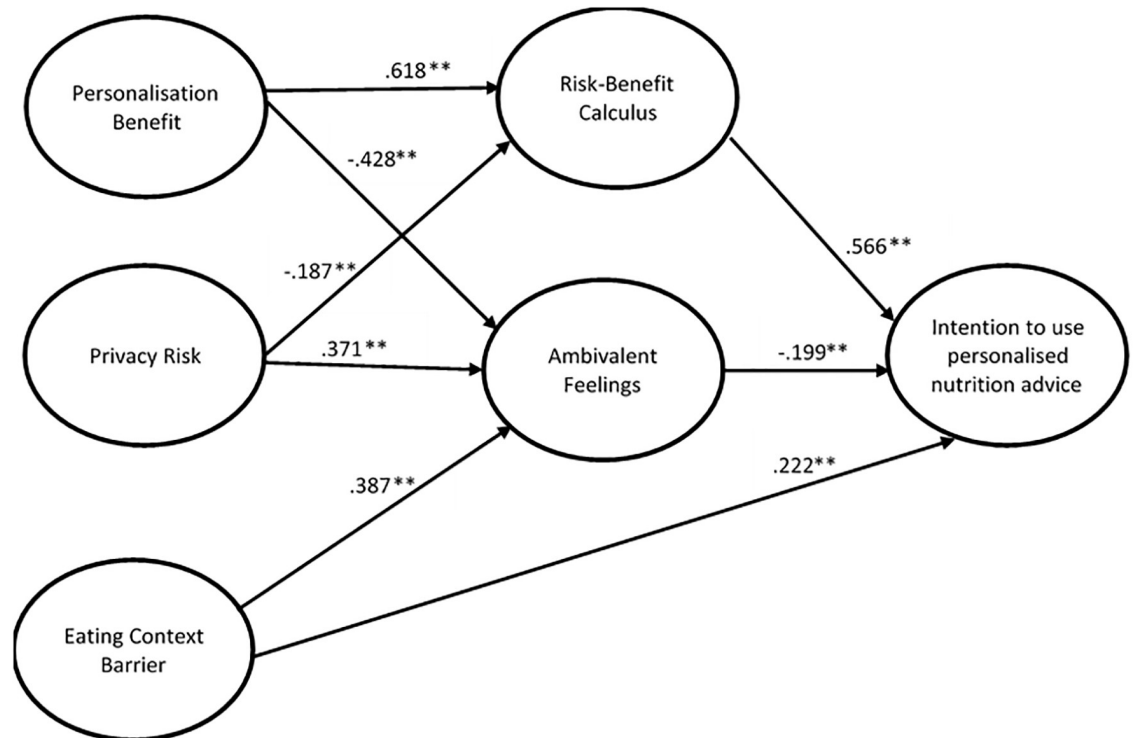 Personalisation
Benefit
.618**
Risk-Benefit
Calculus
-.428**
-.187**
.566**
Privacy Risk
.371**
Ambivalent
Feelings
-.199**
Intention to use
personalised
nutrition advice
.387**
.222**
Eating Context
Barrier